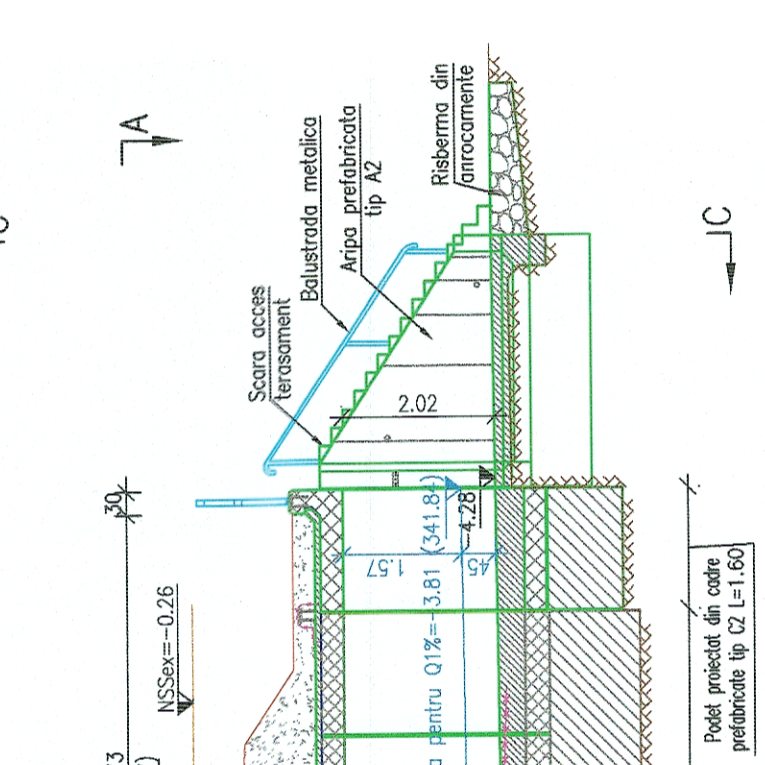 A
Balustrada metalica
Aripa prefabricata
tip A2
Risberma din
anrocamente
Scara acces
terasament
C
2.02
30
-4.28
1.57
45
pentru Q1%=-3.81 (341.84)
NSSex=-0.26
Podet proiectat din cadre
prefabricate tip C2 L=1.60